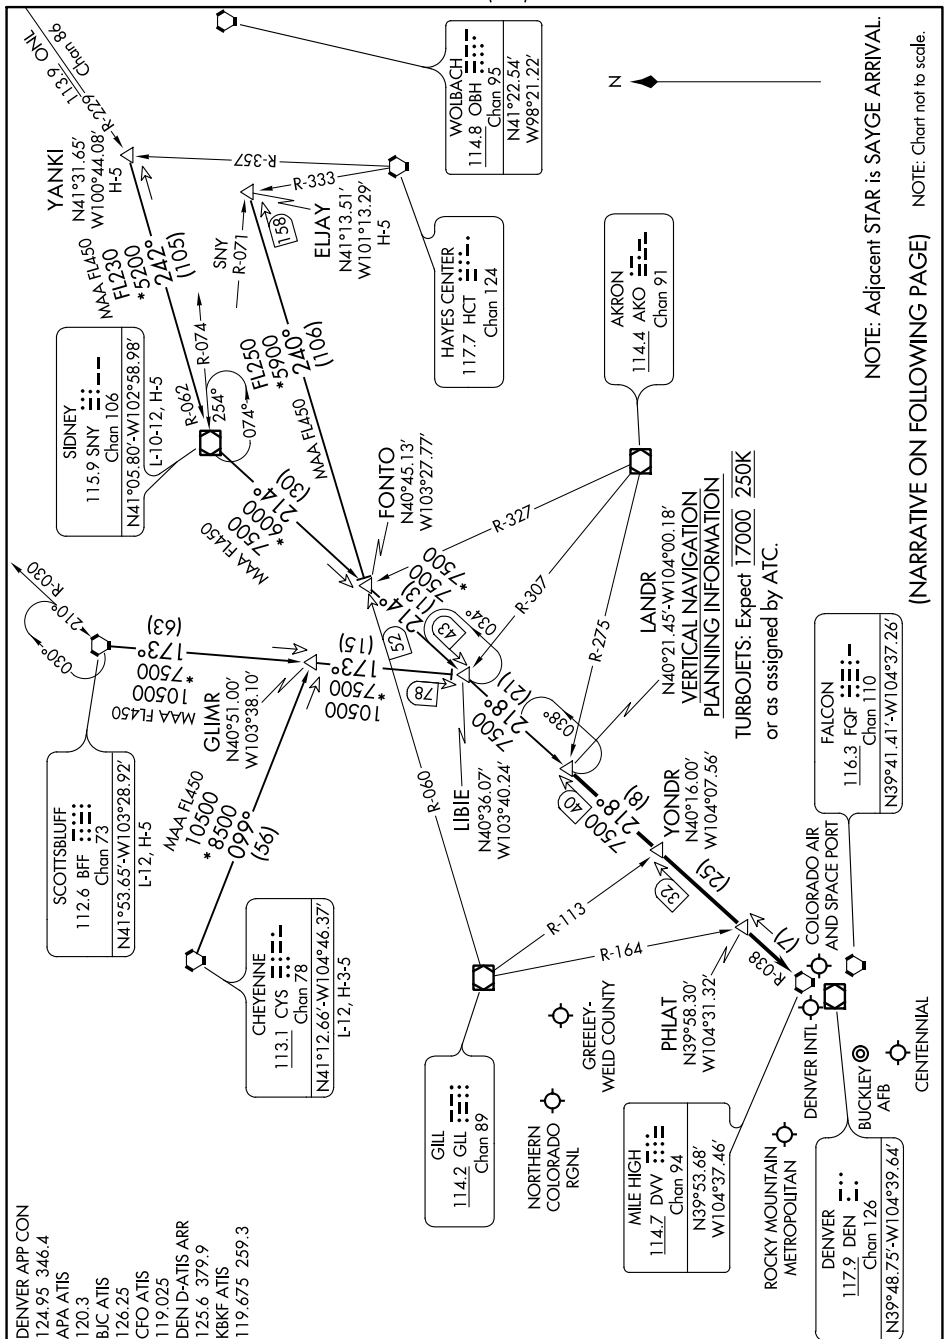 DENVER APP CON
124.95 346.4
APA ATIS
120.3
BJC ATIS
126.25
CFO ATIS
119.025
DEN D-ATIS ARR
125.6 379.9
KBKF ATIS
119.675 259.3
CHEYENNE
113.1 CYS
Chan 78
N41°12.66'-W104°46.37'
L-12, H-3-5
SCOTTSBLUFF
112.6 BFF
Chan 73
N41°53.65'-W103°28.92'
L-12, H-5
SIDNEY
115.9 SNY
Chan 106
N41°05.80'-W102°58.98'
L-10-12, H-5
YANKI
N41°31.65'
W100°44.08'
H-5
113.9 ONL
Chan 86
R-229
MAA FL450
FL230
*5200
242°
(105)
R-062
R-074
254°
074°
SNY
R-071
158
ELJAY
N41°13.51'
W101°13.29'
H-5
R-357
R-333
MAA FL450
FL250
*5900
240°
(106)
MAA FL450
7500
*6000
214°
(30)
R-030
210°
030°
MAA FL450
10500
*7500
173°
(63)
MAA FL450
10500
*8500
099°
(56)
GLIMR
N40°51.00'
W103°38.10'
10500
*7500
173°
(15)
78
52
FONTO
N40°45.13'
W103°27.77'
7500
*7500
214°
(13)
43
034°
LIBIE
N40°36.07'
W103°40.24'
7500
218°
(21)
038°
40
LANDR
N40°21.45'-W104°00.18'
VERTICAL NAVIGATION
PLANNING INFORMATION
TURBOJETS: Expect 17000 250K
or as assigned by ATC.
7500
218°
(8)
YONDR
N40°16.00'
W104°07.56'
32
(25)
PHLAT
N39°58.30'
W104°31.32'
(7)
R-038
R-060
R-113
R-164
R-327
R-307
R-275
WOLBACH
114.8 OBH
Chan 95
N41°22.54'
W98°21.22'
HAYES CENTER
117.7 HCT
Chan 124
AKRON
114.4 AKO
Chan 91
GILL
114.2 GLL
Chan 89
NORTHERN
COLORADO
RGNL
GREELEY-
WELD COUNTY
MILE HIGH
114.7 DVV
Chan 94
N39°53.68'
W104°37.46'
ROCKY MOUNTAIN
METROPOLITAN
DENVER INTL
COLORADO AIR
AND SPACE PORT
FALCON
116.3 FQF
Chan 110
N39°41.41'-W104°37.26'
DENVER
117.9 DEN
Chan 126
N39°48.75'-W104°39.64'
BUCKLEY
AFB
CENTENNIAL
N
NOTE: Adjacent STAR is SAYGE ARRIVAL.
(NARRATIVE ON FOLLOWING PAGE)
NOTE: Chart not to scale.